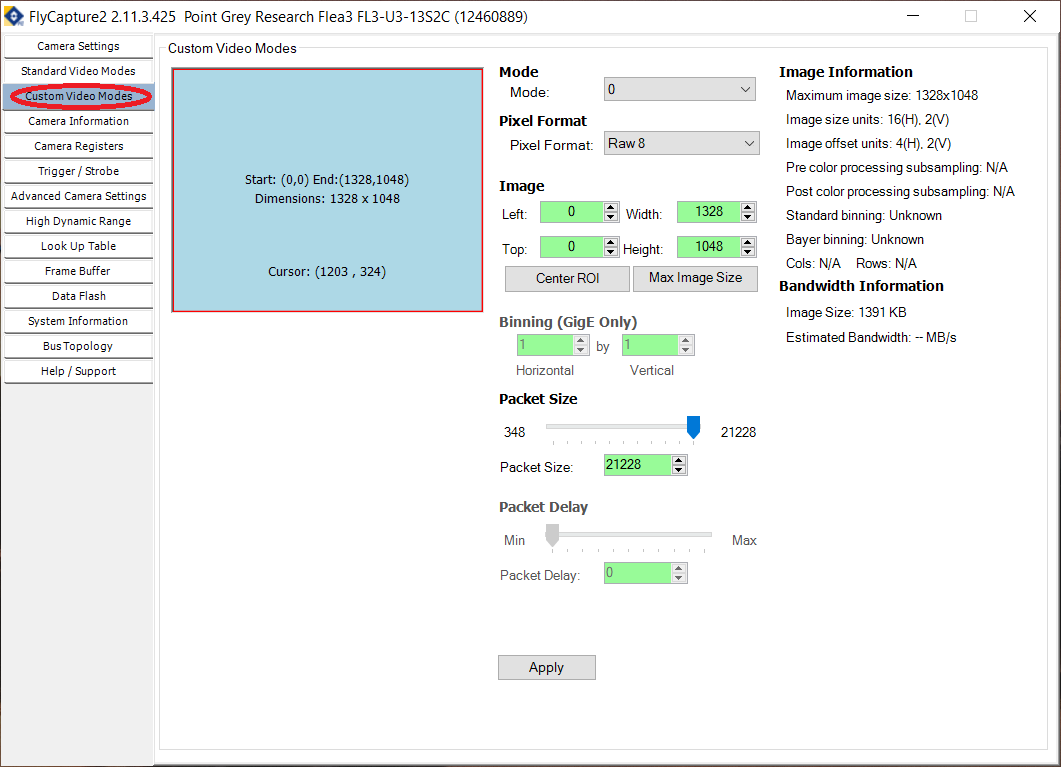 FlyCapture2 2.11.3.425 Point Grey Research Flea3 FL3-U3-13S2C (12460889)
Camera Settings
Standard Video Modes
Custom Video Modes
Camera Information
Camera Registers
Trigger / Strobe
Advanced Camera Settings
High Dynamic Range
Look Up Table
Frame Buffer
Data Flash
System Information
Bus Topology
Help / Support
Custom Video Modes
Start: (0,0) End:(1328,1048)
Dimensions: 1328 x 1048
Cursor: (1203 , 324)
Mode
Mode: 0
Pixel Format
Pixel Format: Raw 8
Image
Left: 0 Width: 1328
Top: 0 Height: 1048
Center ROI Max Image Size
Binning (GigE Only)
1 by 1
Horizontal Vertical
Packet Size
348 21228
Packet Size: 21228
Packet Delay
Min Max
Packet Delay: 0
Apply
Image Information
Maximum image size: 1328x1048
Image size units: 16(H), 2(V)
Image offset units: 4(H), 2(V)
Pre color processing subsampling: N/A
Post color processing subsampling: N/A
Standard binning: Unknown
Bayer binning: Unknown
Cols: N/A Rows: N/A
Bandwidth Information
Image Size: 1391 KB
Estimated Bandwidth: -- MB/s